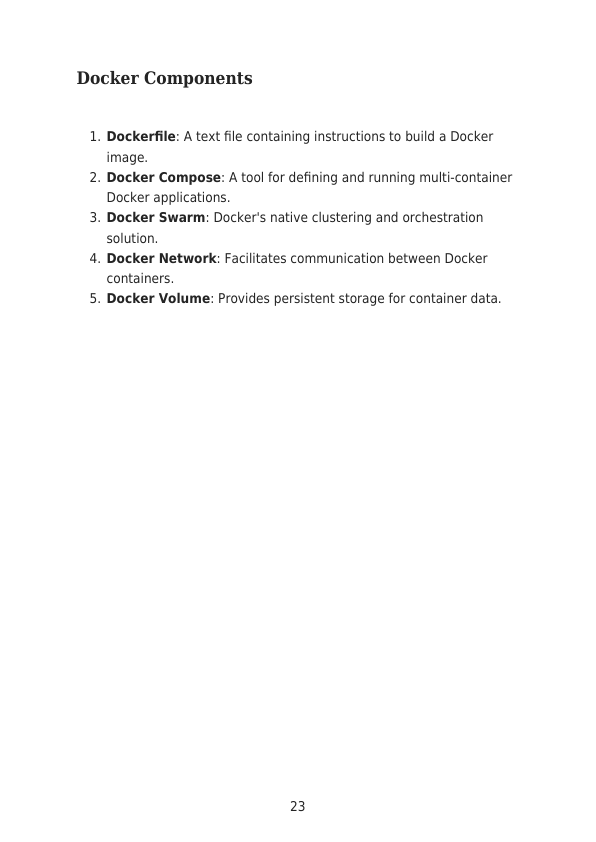 Docker Components
1. Dockerfile: A text file containing instructions to build a Docker
image.
2. Docker Compose: A tool for defining and running multi-container
Docker applications.
3. Docker Swarm: Docker's native clustering and orchestration
solution.
4. Docker Network: Facilitates communication between Docker
containers.
5. Docker Volume: Provides persistent storage for container data.
23